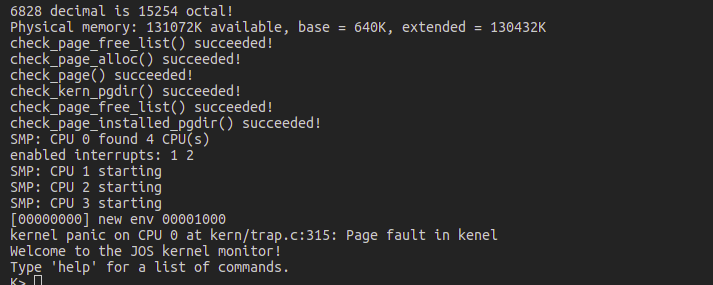 6828 decimal is 15254 octal!
Physical memory: 131072K available, base = 640K, extended = 130432K
check_page_free_list() succeeded!
check_page_alloc() succeeded!
check_page() succeeded!
check_kern_pgdir() succeeded!
check_page_free_list() succeeded!
check_page_installed_pgdir() succeeded!
SMP: CPU 0 found 4 CPU(s)
enabled interrupts: 1 2
SMP: CPU 1 starting
SMP: CPU 2 starting
SMP: CPU 3 starting
[00000000] new env 00001000
kernel panic on CPU 0 at kern/trap.c:315: Page fault in kenel
Welcome to the JOS kernel monitor!
Type 'help' for a list of commands.
K>